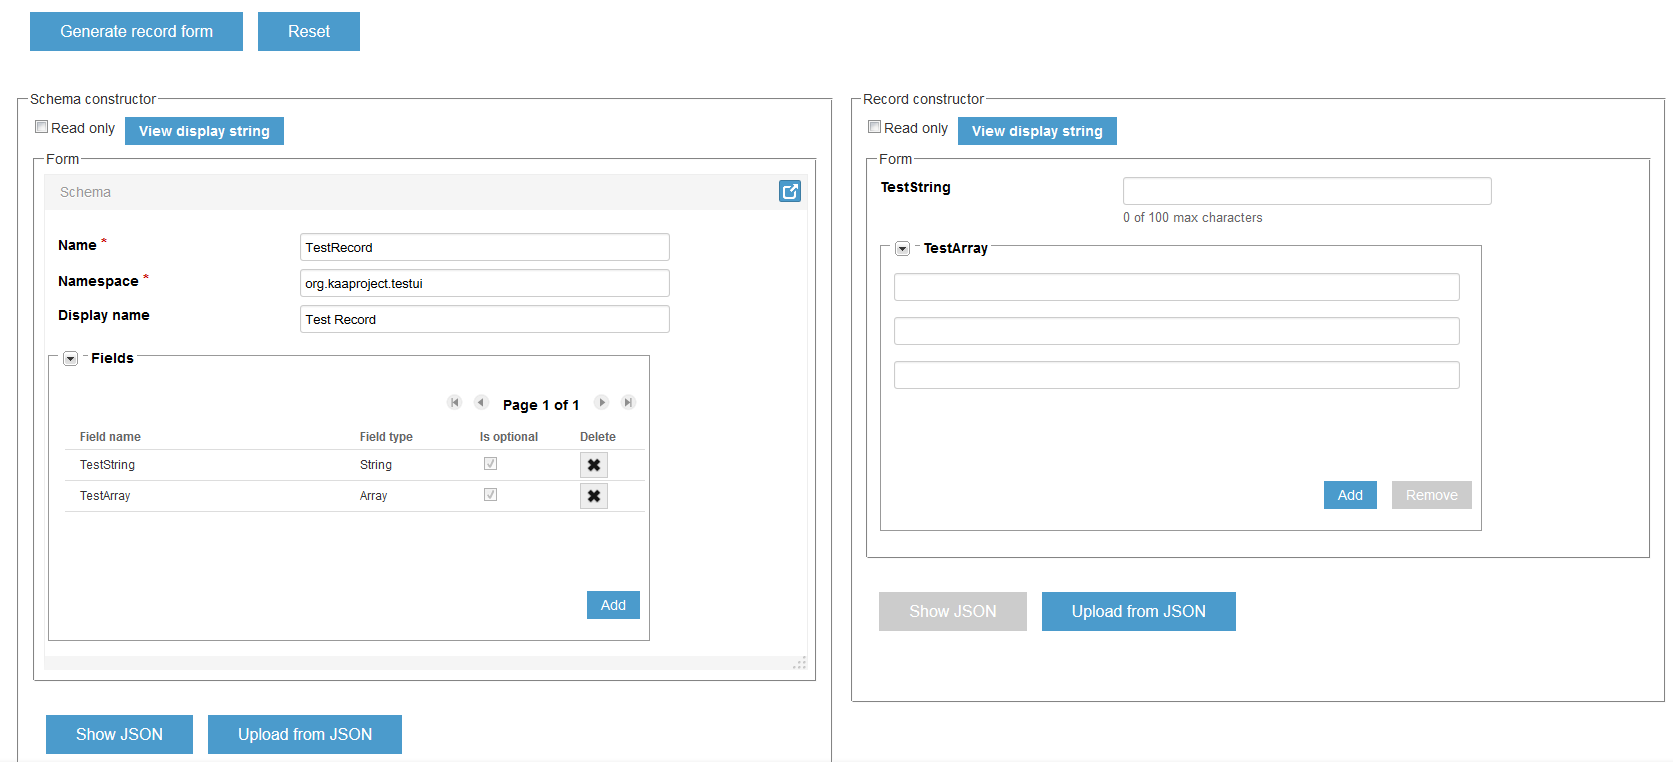 Generate record form
Reset
Schema constructor
Read only
View display string
Form
Schema
Name *
TestRecord
Namespace *
org.kaaproject.testui
Display name
Test Record
Fields
Page 1 of 1
Field name Field type Is optional Delete
TestString String
TestArray Array
Add
Show JSON
Upload from JSON
Record constructor
Read only
View display string
Form
TestString
0 of 100 max characters
TestArray
Add
Remove
Show JSON
Upload from JSON